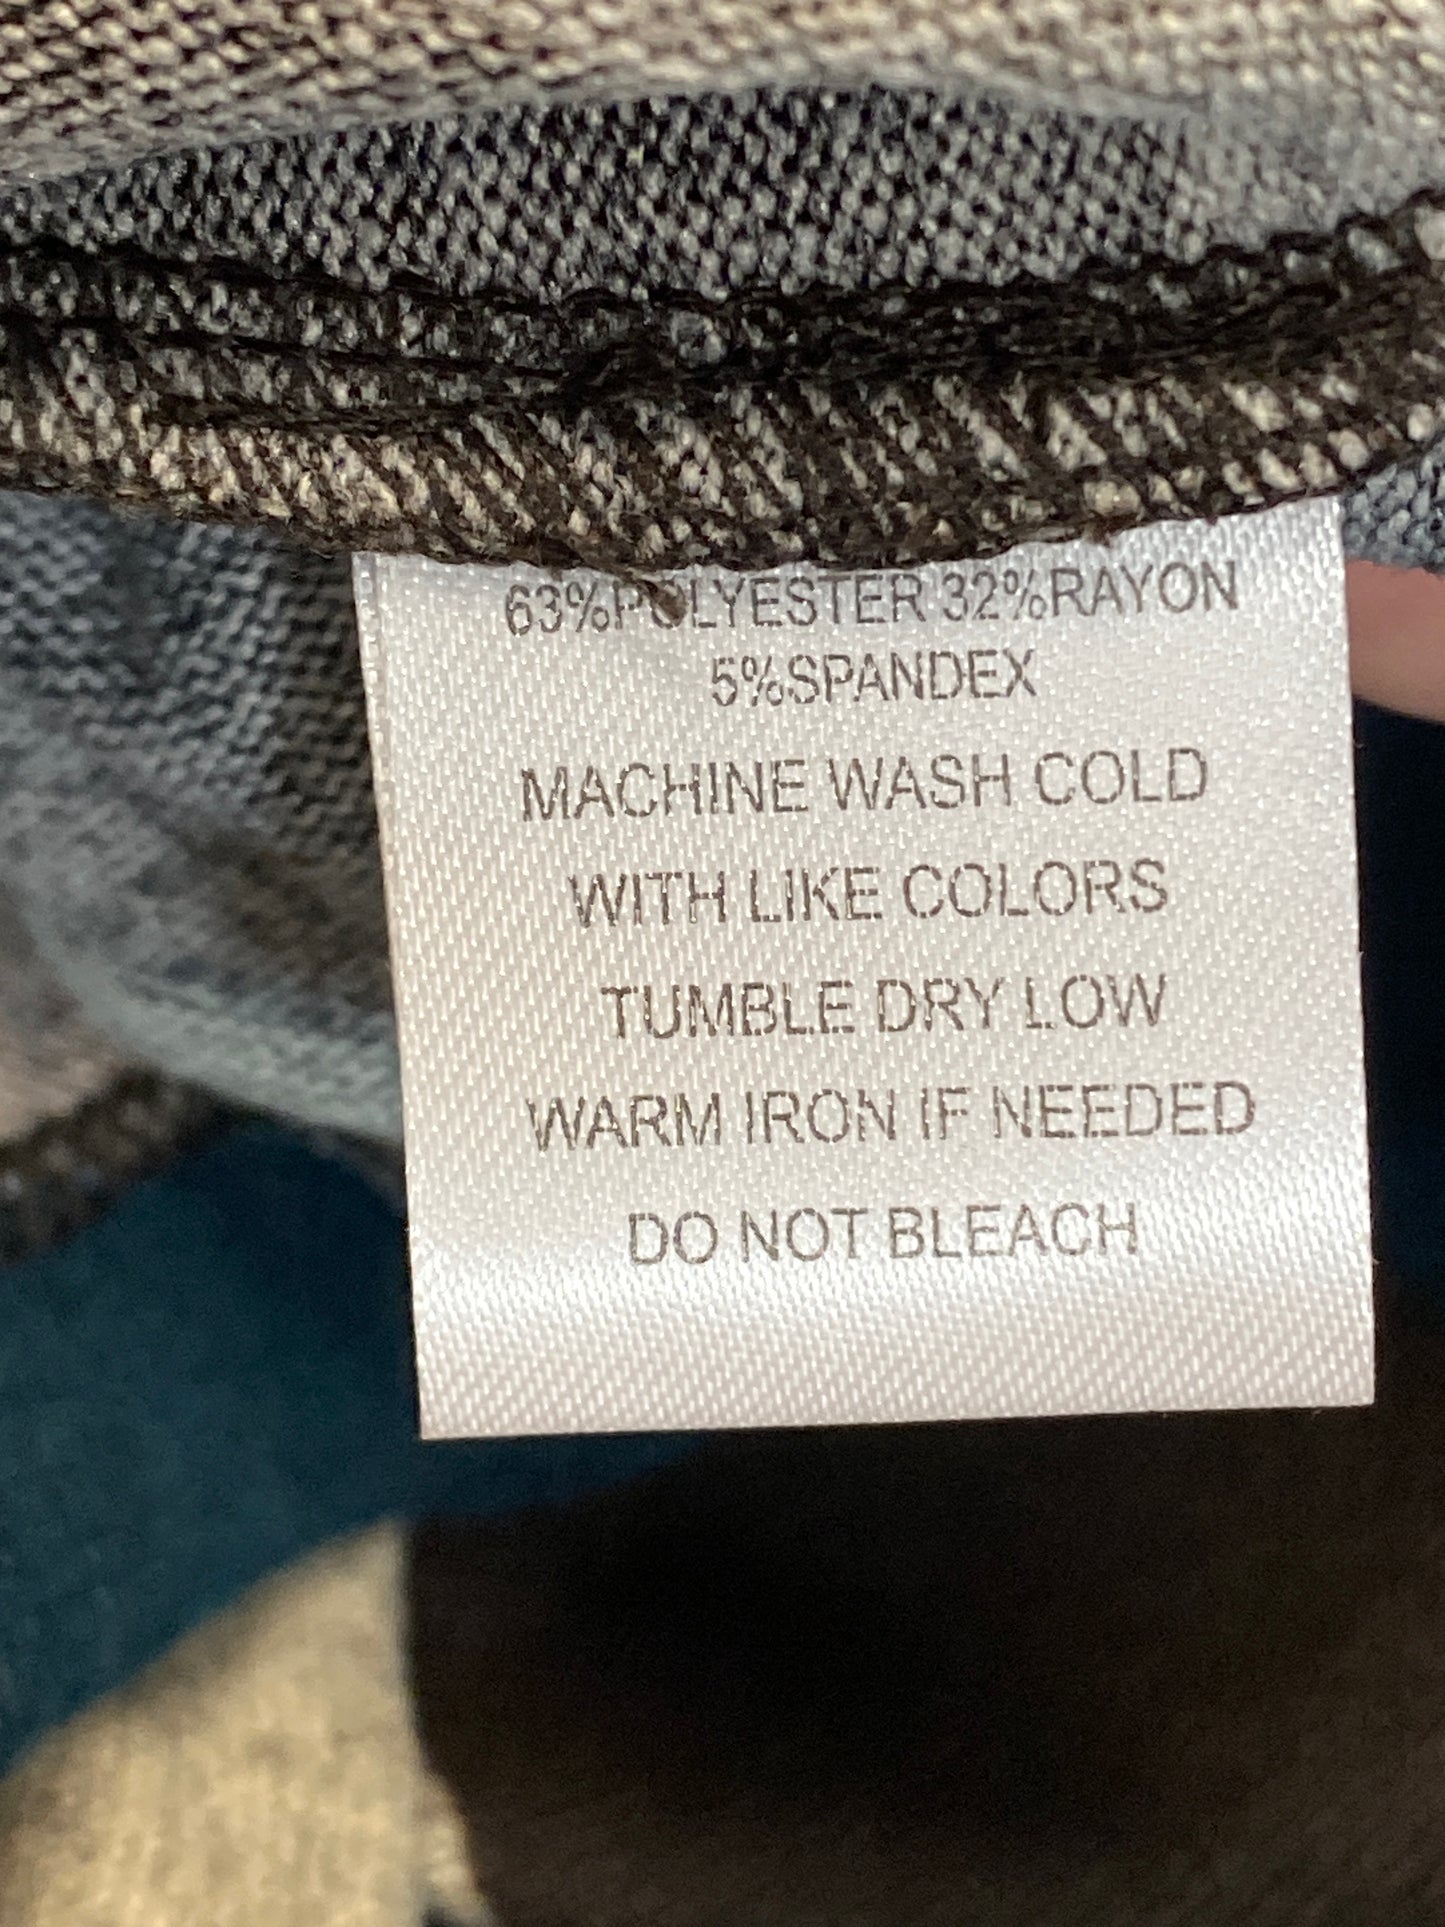 63%POLYESTER 32%RAYON
5%SPANDEX
MACHINE WASH COLD
WITH LIKE COLORS
TUMBLE DRY LOW
WARM IRON IF NEEDED
DO NOT BLEACH